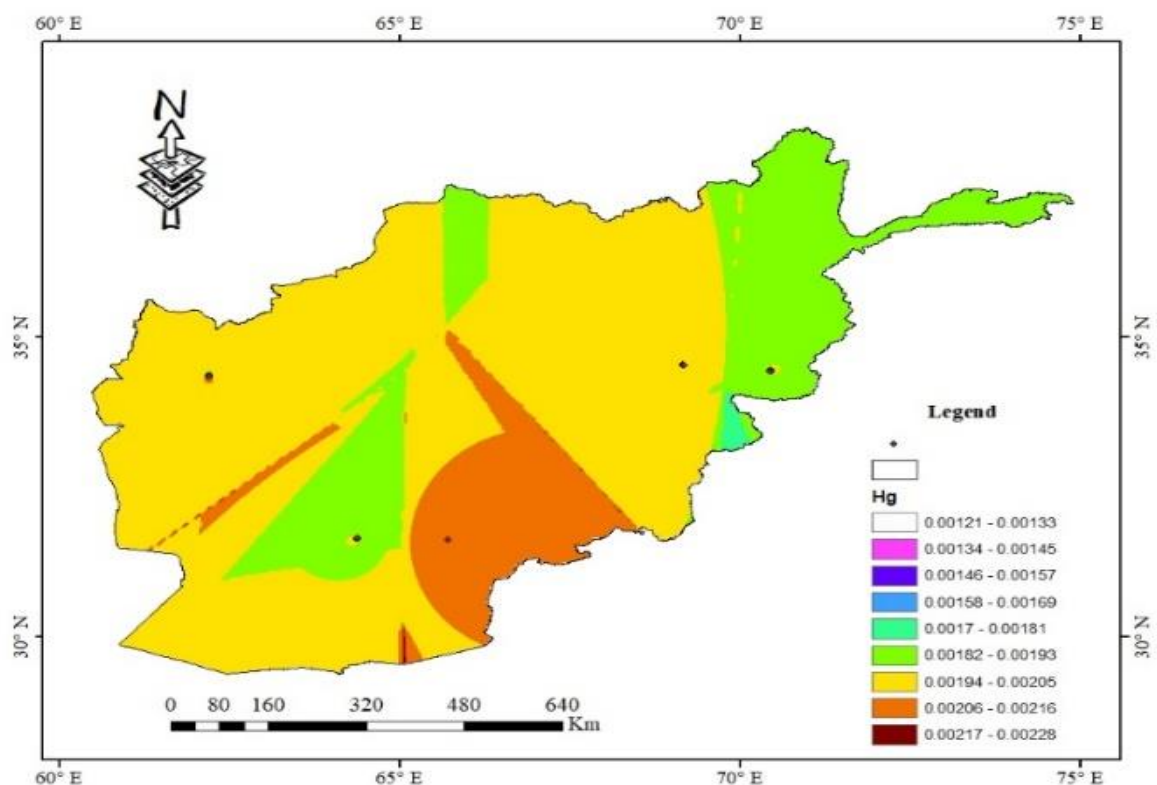 60° E 65° E 70° E 75° E
N
35° N 35° N
Legend
Hg
0.00121 - 0.00133
0.00134 - 0.00145
0.00146 - 0.00157
0.00158 - 0.00169
0.0017 - 0.00181
0.00182 - 0.00193
0.00194 - 0.00205
0.00206 - 0.00216
0.00217 - 0.00228
30° N 30° N
0 80 160 320 480 640
Km
60° E 65° E 70° E 75° E